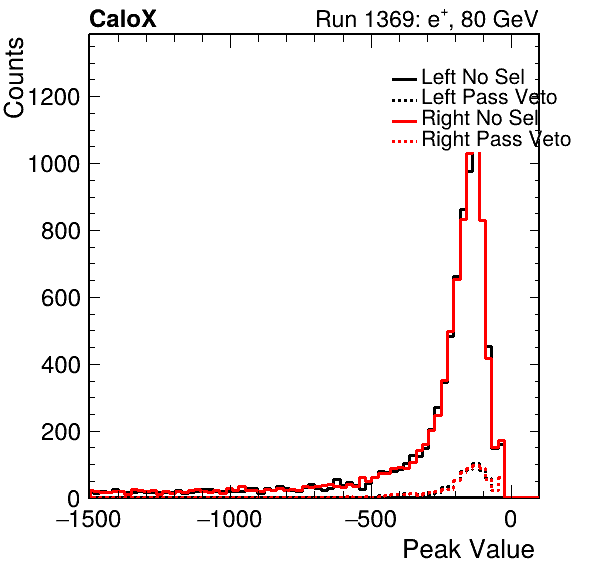 CaloX Run 1369: e⁺, 80 GeV
Counts
Left No Sel
Left Pass Veto
Right No Sel
Right Pass Veto
1200
1000
800
600
400
200
0
−1500 −1000 −500 0
Peak Value